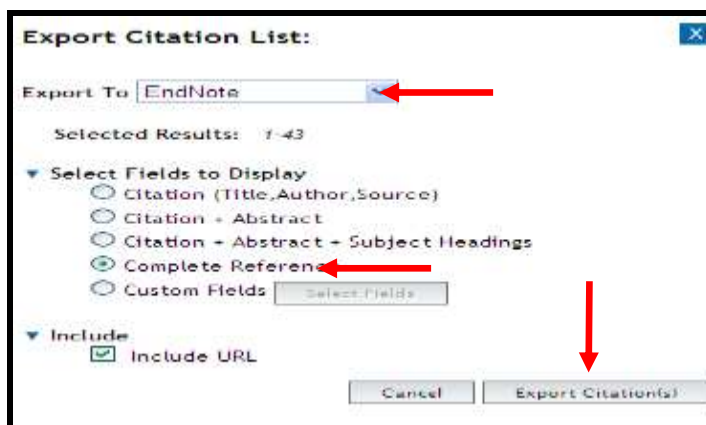 Export Citation List:
X
Export To EndNote
Selected Results: 1-43
Select Fields to Display
Citation (Title,Author,Source)
Citation + Abstract
Citation + Abstract + Subject Headings
Complete Referenc
Custom Fields Select Fields
Include
Include URL
Cancel Export Citation(s)